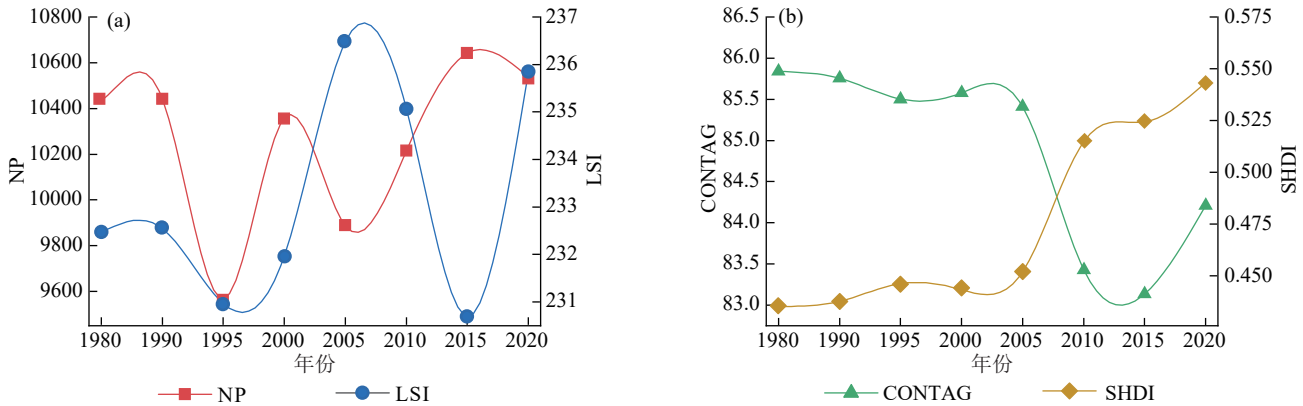 (a)
10800
10600
10400
10200
10000
9800
9600
NP
237
236
235
234
233
232
231
LSI
1980 1990 1995 2000 2005 2010 2015 2020
年份
NP LSI
(b)
86.5
86.0
85.5
85.0
84.5
84.0
83.5
83.0
CONTAG
0.575
0.550
0.525
0.500
0.475
0.450
SHDI
1980 1990 1995 2000 2005 2010 2015 2020
年份
CONTAG SHDI